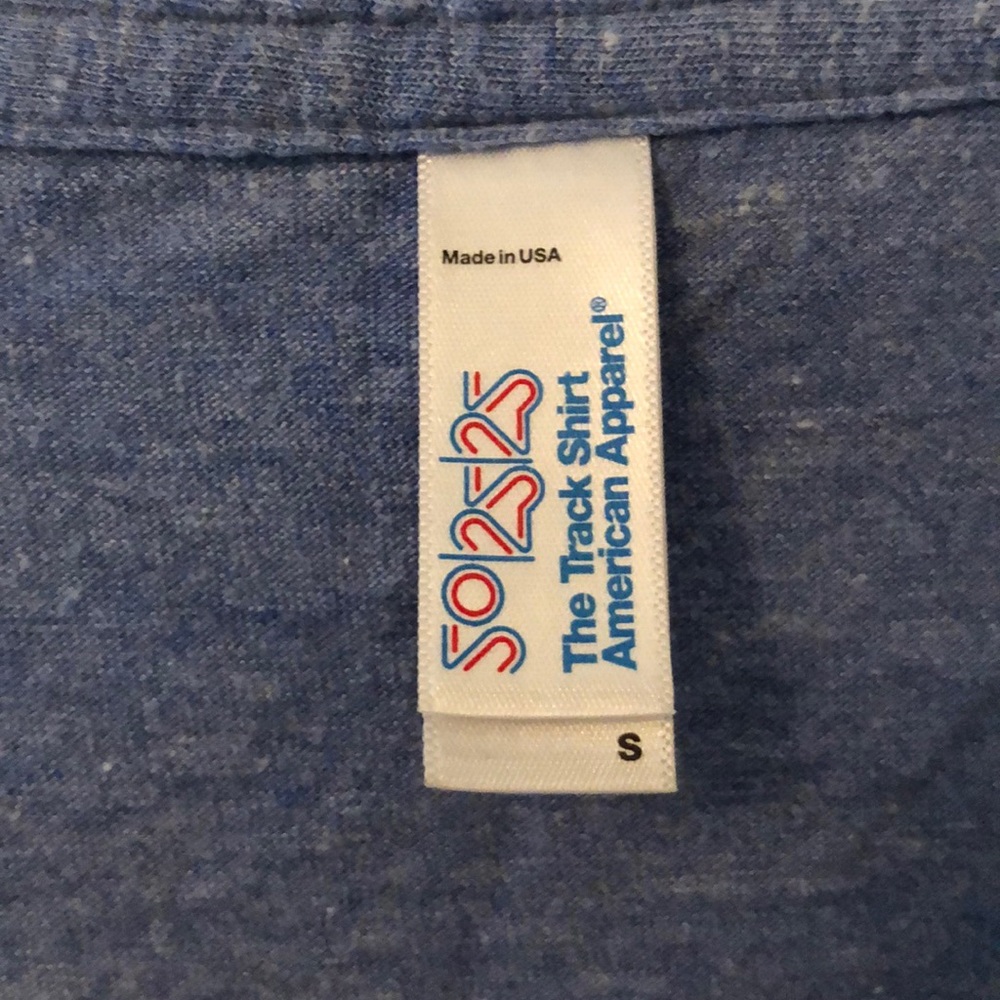 Made in USA
50/25/25
The Track Shirt
American Apparel®
S